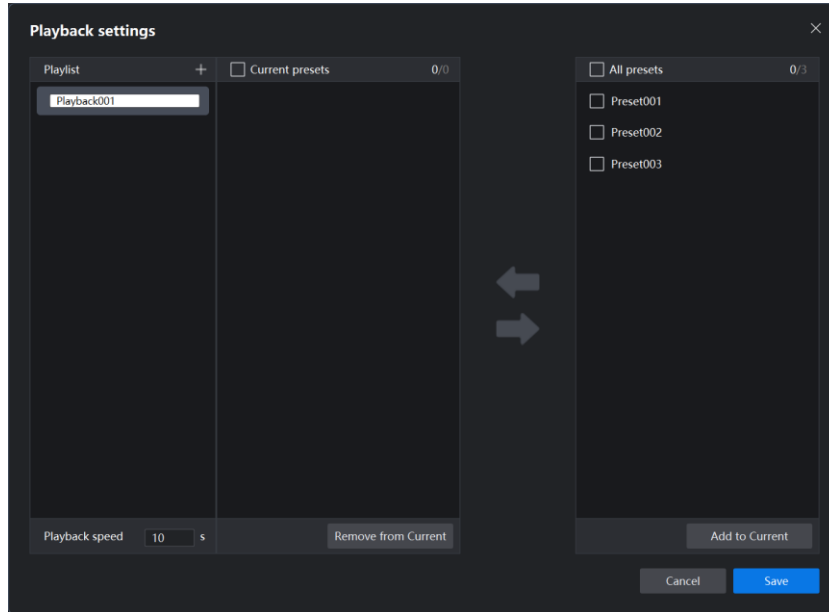 Playback settings
Playlist + Current presets 0/0 All presets 0/3
Playback001
Preset001
Preset002
Preset003
Playback speed 10 s Remove from Current Add to Current
Cancel Save